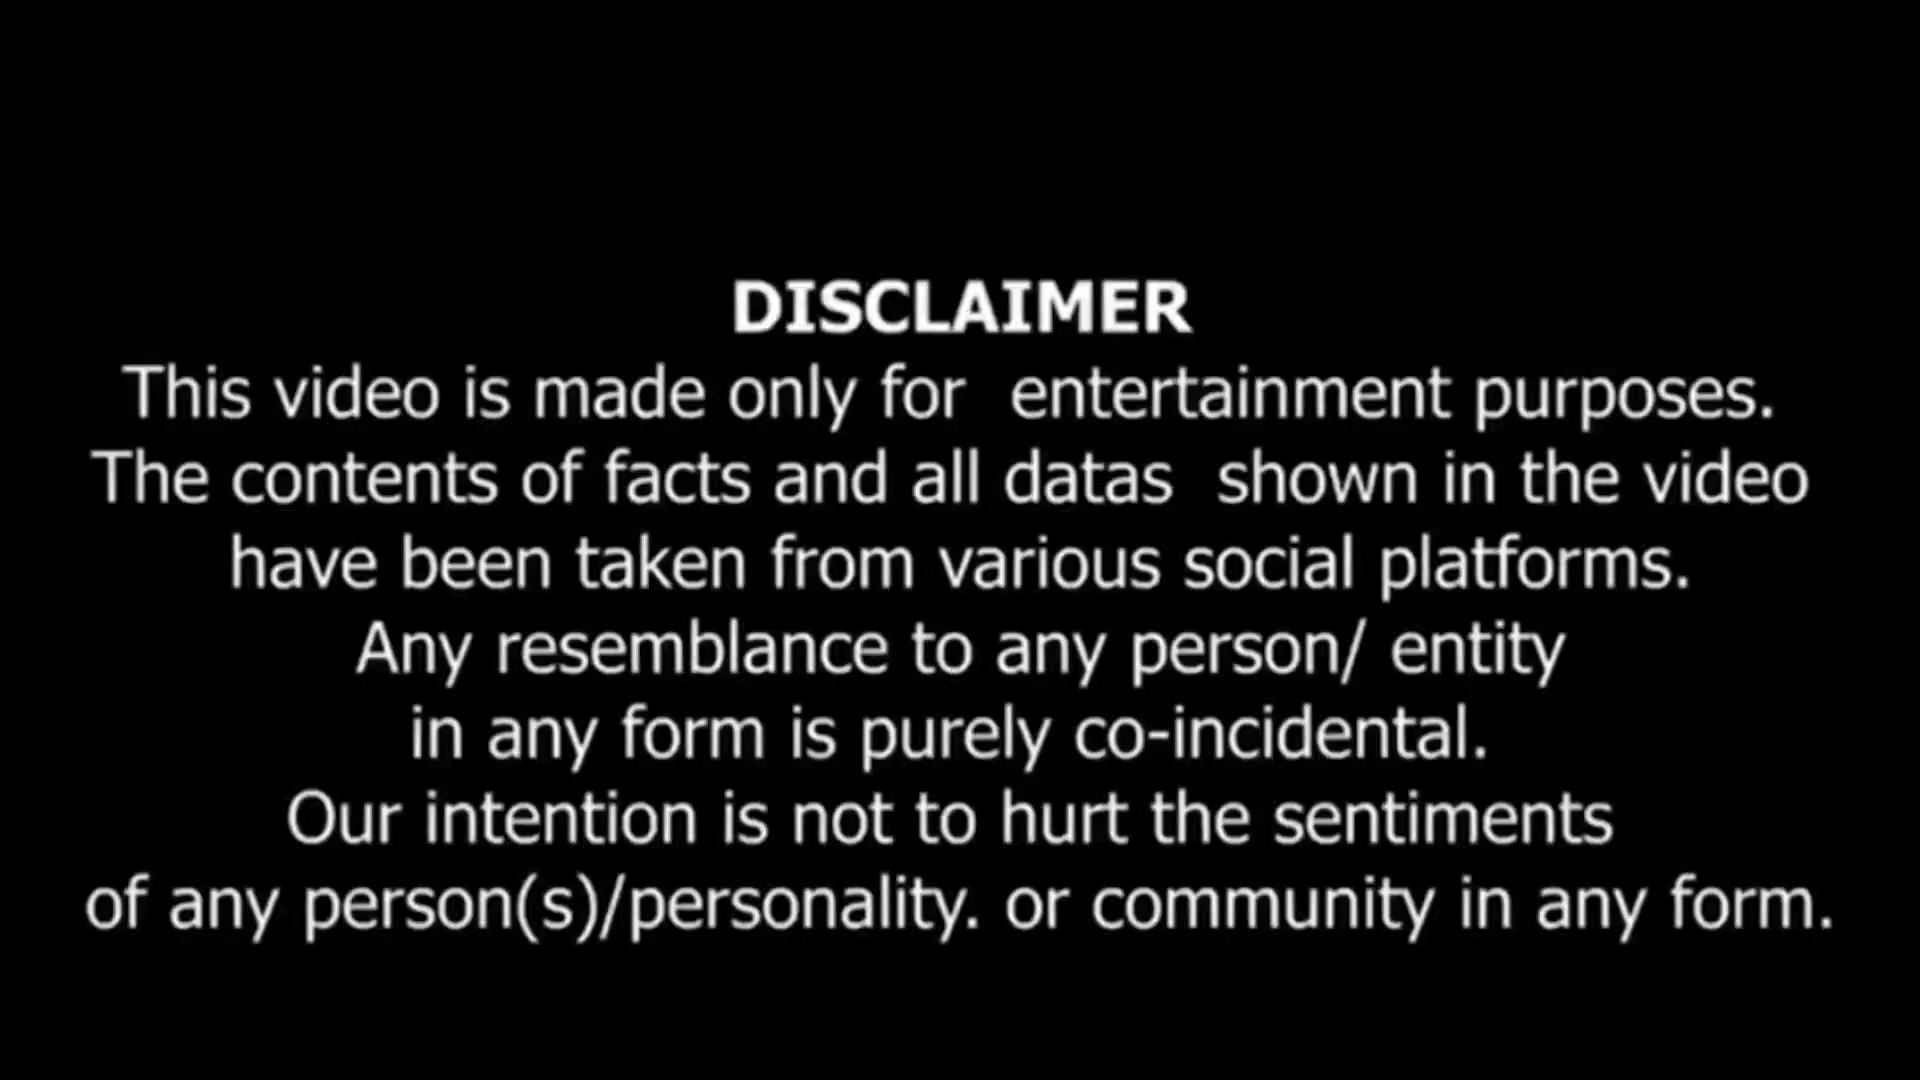 DISCLAIMER
This video is made only for entertainment purposes.
The contents of facts and all datas shown in the video
have been taken from various social platforms.
Any resemblance to any person/ entity
in any form is purely co-incidental.
Our intention is not to hurt the sentiments
of any person(s)/personality. or community in any form.